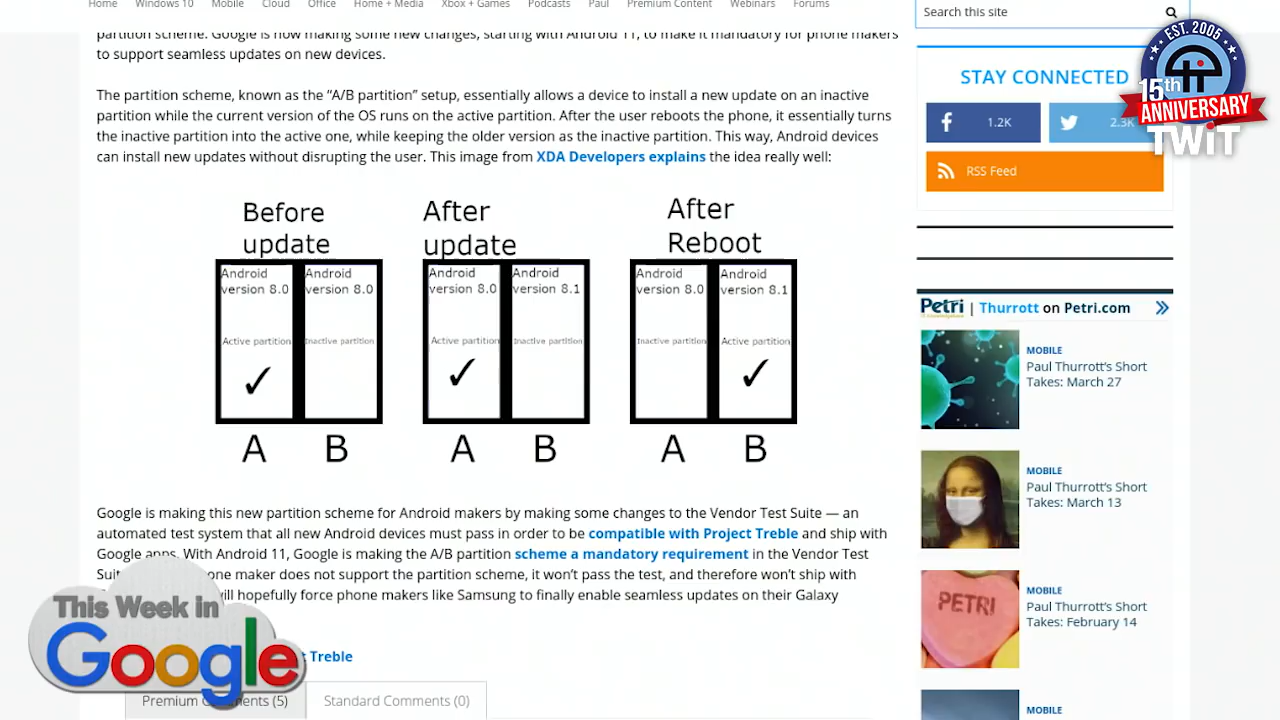 Home Windows 10 Mobile Cloud Office Home + Media Xbox + Games Podcasts Paul Premium Content Webinars Forums
Search this site
partition scheme. Google is now making some new changes, starting with Android 11, to make it mandatory for phone makers
to support seamless updates on new devices.
The partition scheme, known as the “A/B partition” setup, essentially allows a device to install a new update on an inactive
partition while the current version of the OS runs on the active partition. After the user reboots the phone, it essentially turns
the inactive partition into the active one, while keeping the older version as the inactive partition. This way, Android devices
can install new updates without disrupting the user. This image from XDA Developers explains the idea really well:
Before
update
After
update
After
Reboot
Android
version 8.0
Android
version 8.0
Active partition
Inactive partition
Android
version 8.0
Android
version 8.1
Active partition
Inactive partition
Android
version 8.0
Android
version 8.1
Inactive partition
Active partition
A B
A B
A B
Google is making this new partition scheme for Android makers by making some changes to the Vendor Test Suite — an
automated test system that all new Android devices must pass in order to be compatible with Project Treble and ship with
Google apps. With Android 11, Google is making the A/B partition scheme a mandatory requirement in the Vendor Test
one maker does not support the partition scheme, it won’t pass the test, and therefore won’t ship with
will hopefully force phone makers like Samsung to finally enable seamless updates on their Galaxy
Treble
Premium Comments (5)
Standard Comments (0)
This Week in
Google
STAY CONNECTED
1.2K
2.3K
RSS Feed
EST. 2005
15th
ANNIVERSARY
TWiT
Petri | Thurrott on Petri.com
MOBILE
Paul Thurrott’s Short
Takes: March 27
MOBILE
Paul Thurrott’s Short
Takes: March 13
PETRI
MOBILE
Paul Thurrott’s Short
Takes: February 14
MOBILE